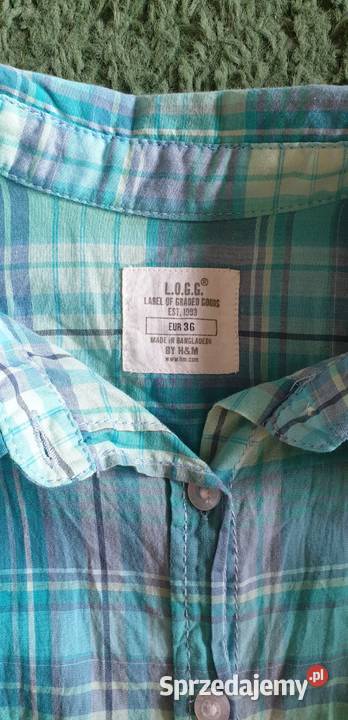 L.O.G.G.®
LABEL OF GRADED GOODS
EST. 1993
EUR 36
MADE IN BANGLADESH
BY H&M
www.hm.com
Sprzedajemy.pl